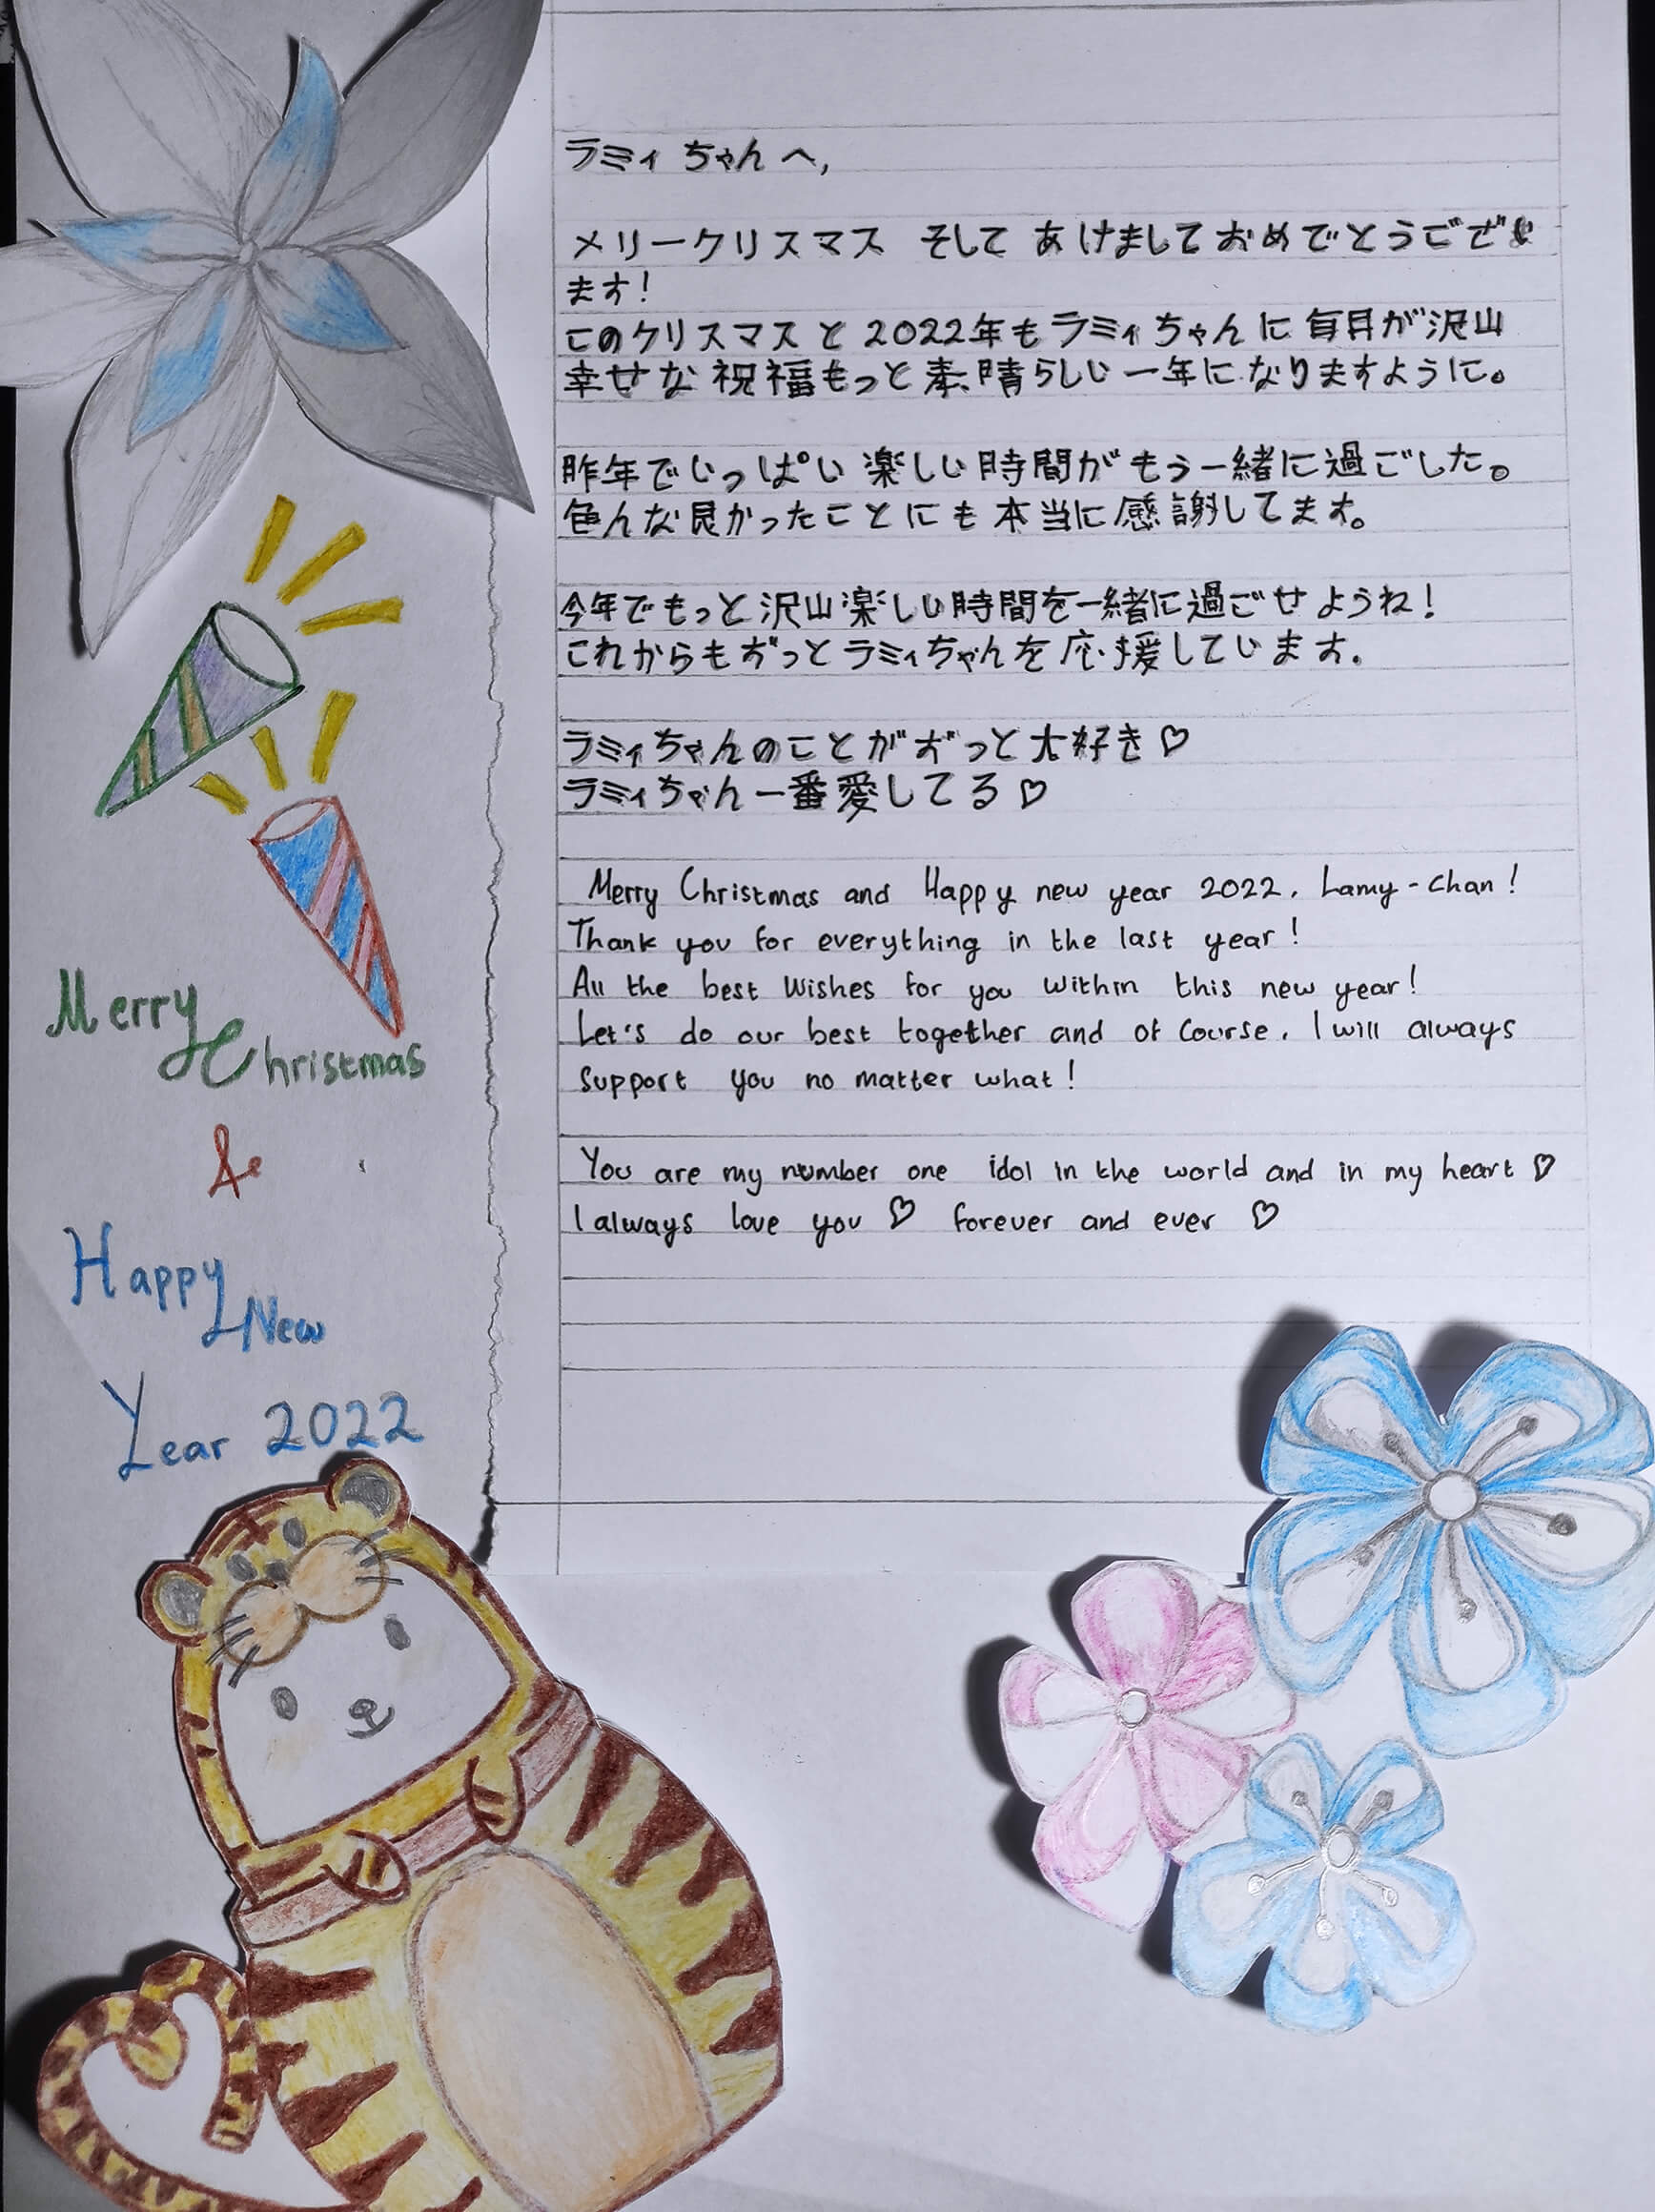 ラミィちゃんへ,
メリークリスマス そして あけましておめでとうござい
ます!
このクリスマスと2022年もラミィちゃんに毎日が沢山
幸せな祝福もっと素晴らしい一年になりますように。
昨年でいっぱい楽しい時間がもう一緒に過ごした。
色んな良かったことにも本当に感謝してます。
今年でもっと沢山楽しい時間を一緒に過ごせようね!
これからもずっとラミィちゃんを応援しています.
ラミィちゃんのことがずっと大好き♡
ラミィちゃん一番愛してる♡
Merry Christmas and Happy new year 2022, Lamy-chan!
Thank you for everything in the last year!
All the best wishes for you within this new year!
Let's do our best together and of course, I will always
support you no matter what!
You are my number one idol in the world and in my heart ♡
I always love you ♡ forever and ever ♡
Merry
Christmas
&
Happy
New
Year 2022